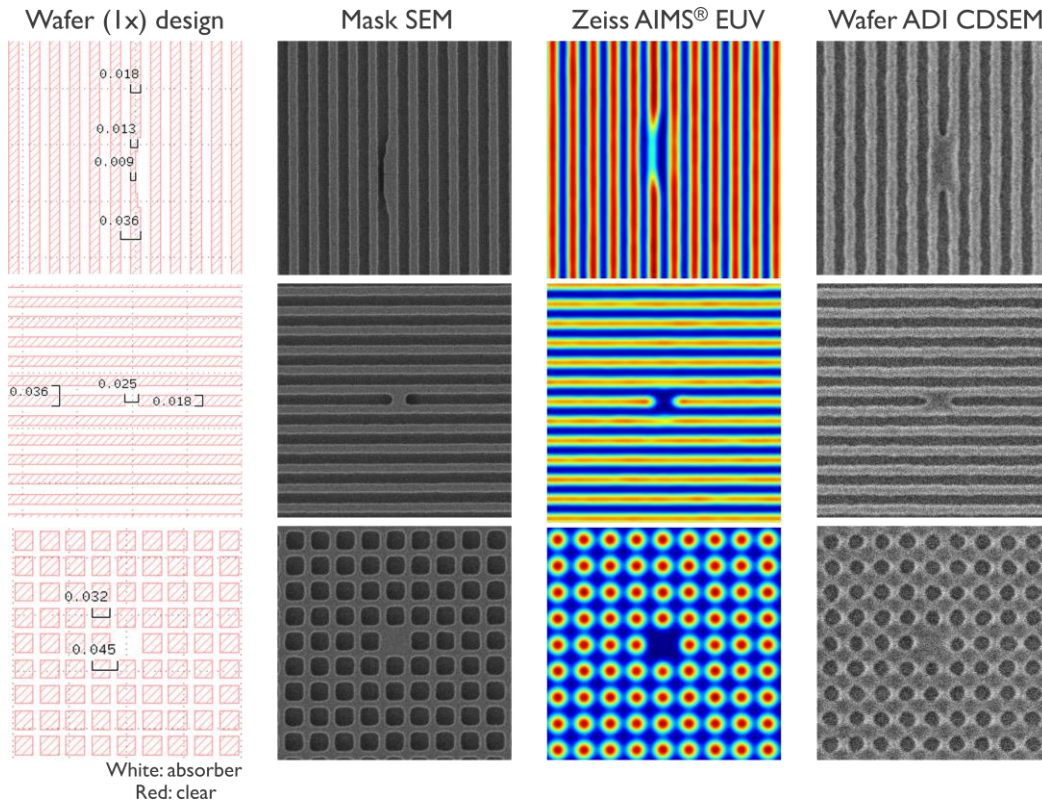 Wafer (1x) design
Mask SEM
Zeiss AIMS® EUV
Wafer ADI CDSEM
0.018
0.013
0.009
0.036
0.036
0.025
0.018
0.032
0.045
White: absorber
Red: clear